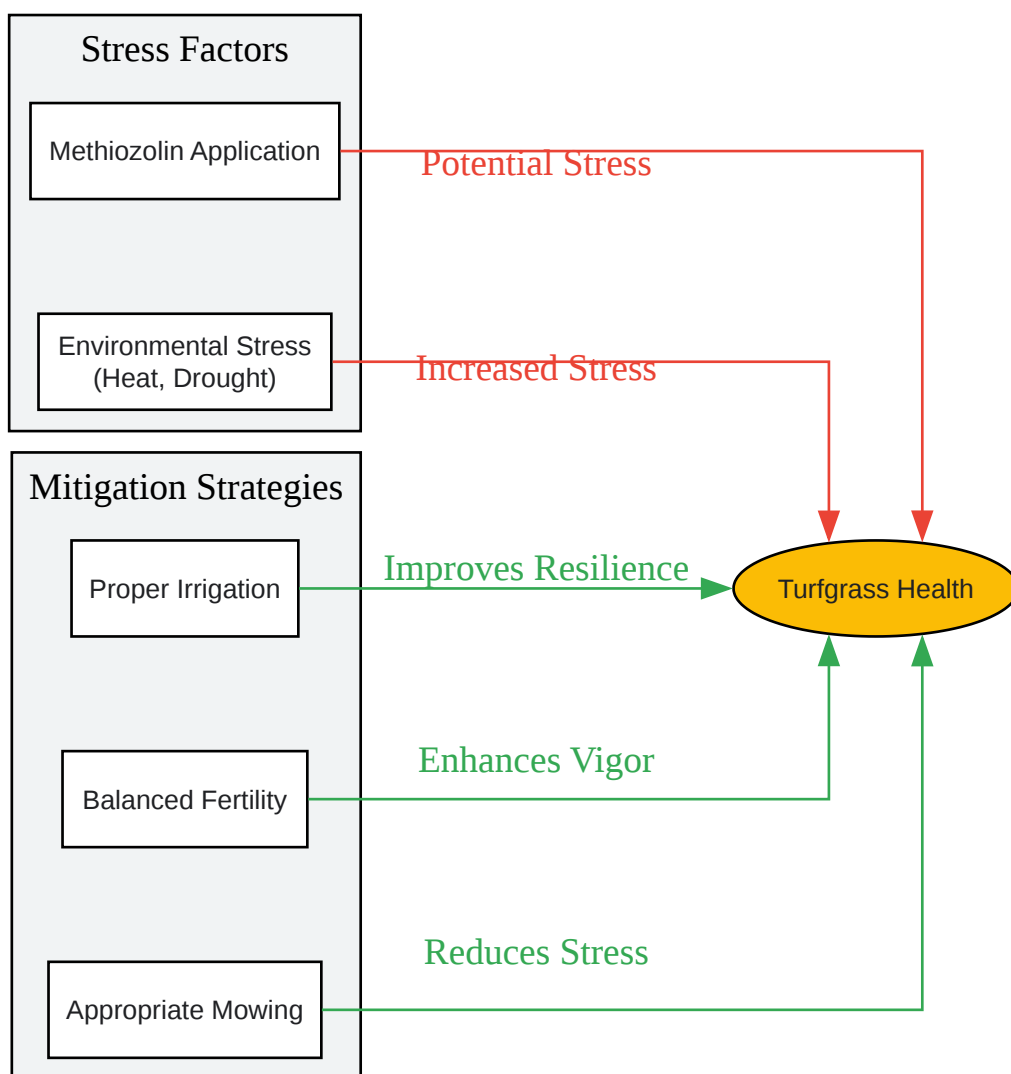 Stress Factors
Methiozolin Application
Potential Stress
Environmental Stress
(Heat, Drought)
Increased Stress
Mitigation Strategies
Proper Irrigation
Improves Resilience
Turfgrass Health
Balanced Fertility
Enhances Vigor
Appropriate Mowing
Reduces Stress